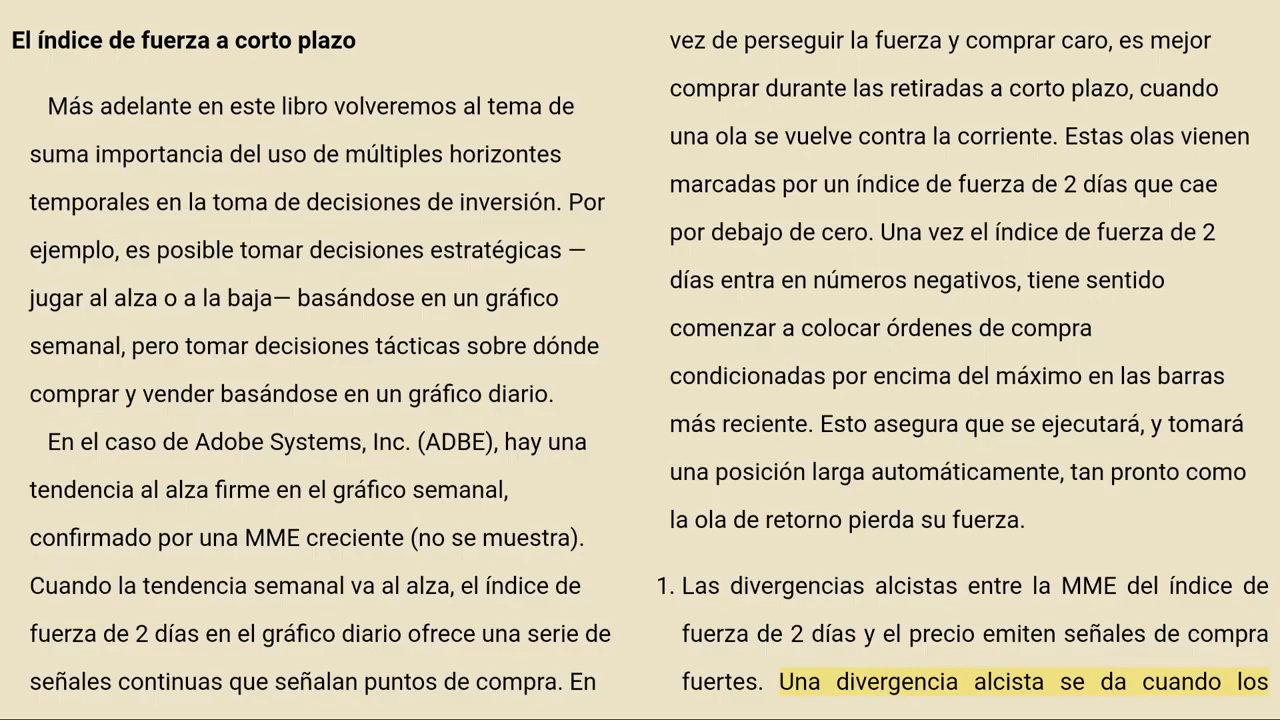 El índice de fuerza a corto plazo
Más adelante en este libro volveremos al tema de
suma importancia del uso de múltiples horizontes
temporales en la toma de decisiones de inversión. Por
ejemplo, es posible tomar decisiones estratégicas —
jugar al alza o a la baja— basándose en un gráfico
semanal, pero tomar decisiones tácticas sobre dónde
comprar y vender basándose en un gráfico diario.
En el caso de Adobe Systems, Inc. (ADBE), hay una
tendencia al alza firme en el gráfico semanal,
confirmado por una MME creciente (no se muestra).
Cuando la tendencia semanal va al alza, el índice de
fuerza de 2 días en el gráfico diario ofrece una serie de
señales continuas que señalan puntos de compra. En
vez de perseguir la fuerza y comprar caro, es mejor
comprar durante las retiradas a corto plazo, cuando
una ola se vuelve contra la corriente. Estas olas vienen
marcadas por un índice de fuerza de 2 días que cae
por debajo de cero. Una vez el índice de fuerza de 2
días entra en números negativos, tiene sentido
comenzar a colocar órdenes de compra
condicionadas por encima del máximo en las barras
más reciente. Esto asegura que se ejecutará, y tomará
una posición larga automáticamente, tan pronto como
la ola de retorno pierda su fuerza.
1. Las divergencias alcistas entre la MME del índice de
fuerza de 2 días y el precio emiten señales de compra
fuertes. Una divergencia alcista se da cuando los